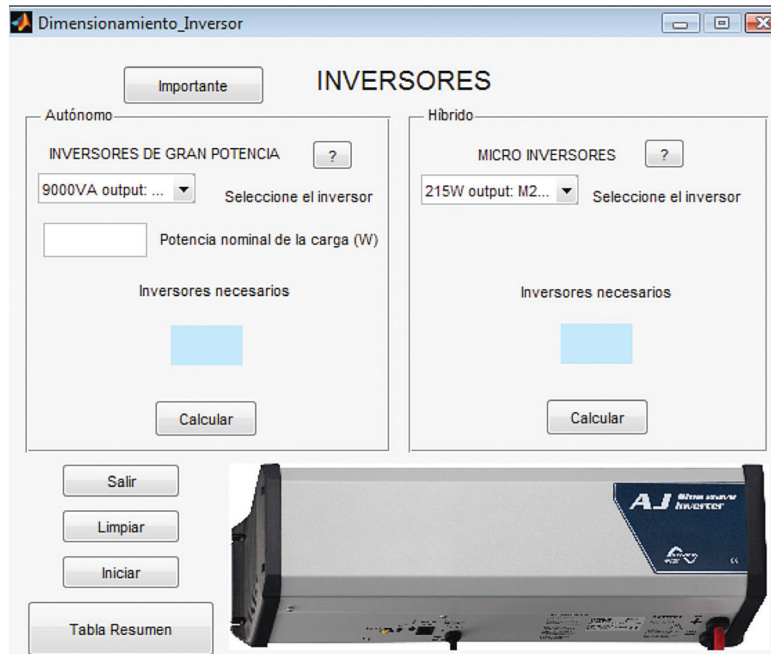 Dimensionamiento_Inversor
Importante
INVERSORES
Autónomo
INVERSORES DE GRAN POTENCIA
?
9000VA output: ...
Seleccione el inversor
Potencia nominal de la carga (W)
Inversores necesarios
Calcular
Híbrido
MICRO INVERSORES
?
215W output: M2...
Seleccione el inversor
Inversores necesarios
Calcular
Salir
Limpiar
Iniciar
Tabla Resumen
AJ
Inverter